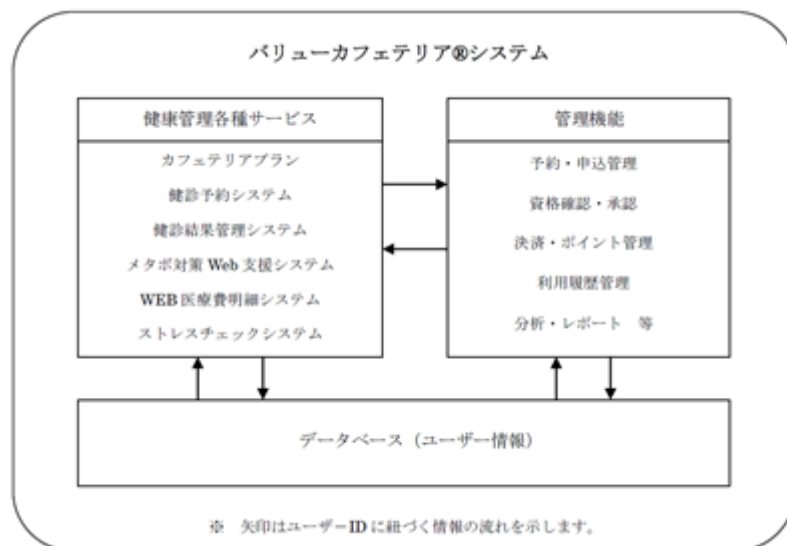 バリューカフェテリア®システム
健康管理各種サービス
カフェテリアプラン
健診予約システム
健診結果管理システム
メタボ対策 Web 支援システム
WEB 医療費明細システム
ストレスチェックシステム
管理機能
予約・申込管理
資格確認・承認
決済・ポイント管理
利用履歴管理
分析・レポート　等
データベース（ユーザー情報）
※　矢印はユーザーID に紐づく情報の流れを示します。